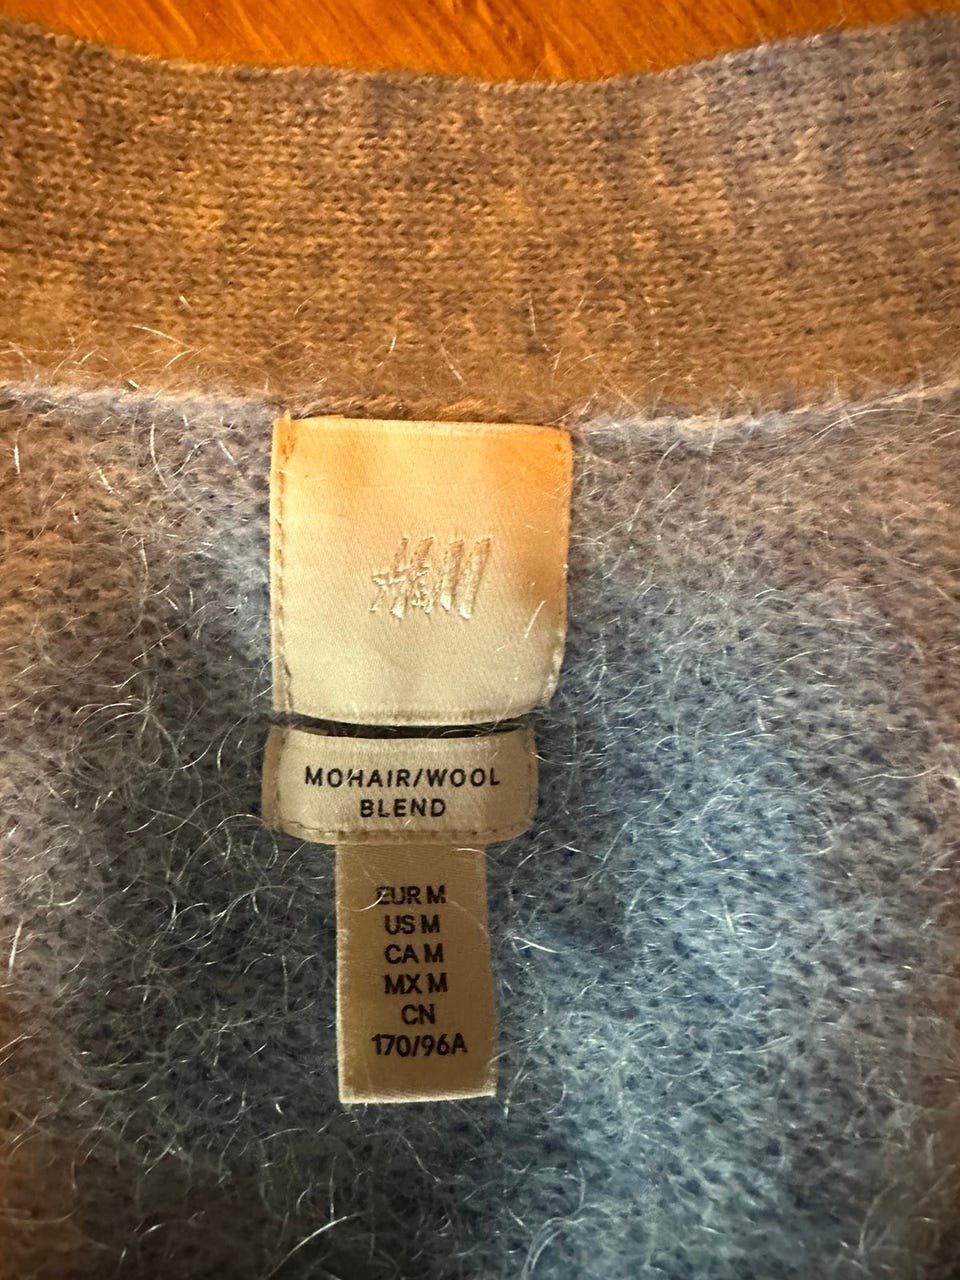 H&M
MOHAIR/WOOL
BLEND
EUR M
US M
CA M
MX M
CN
170/96A